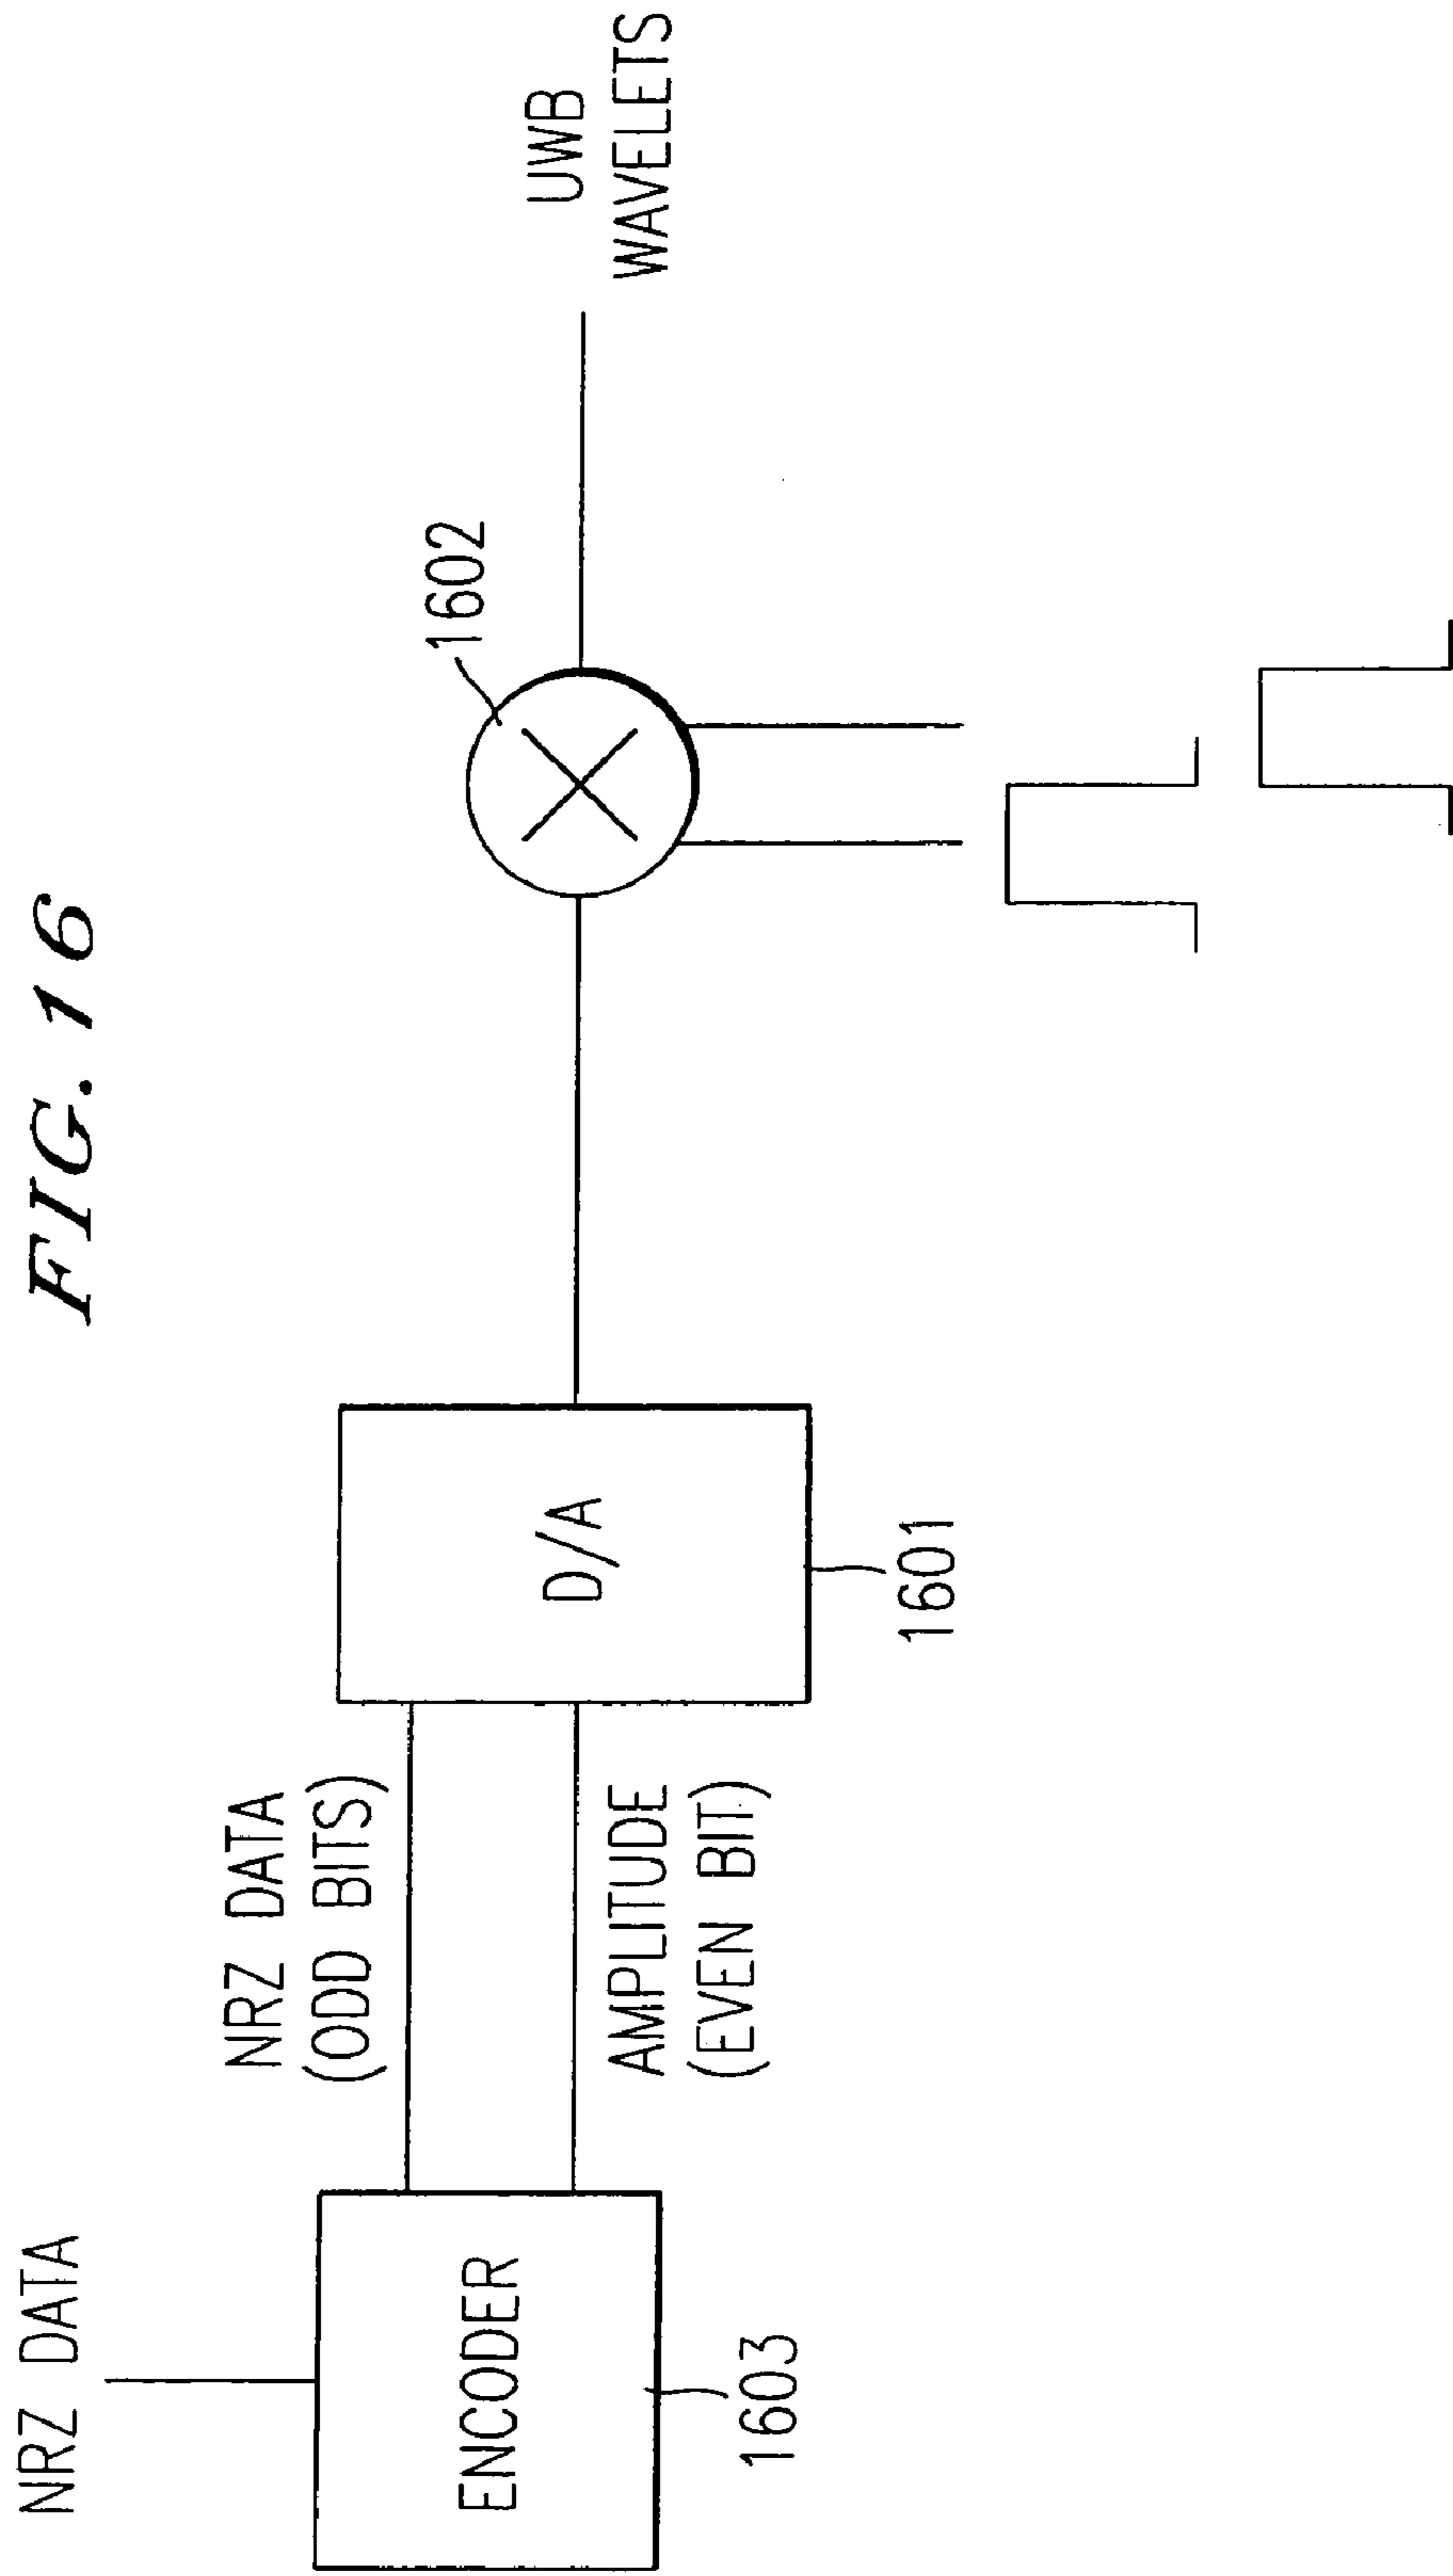 FIG. 16
NRZ DATA
ENCODER
1603
NRZ DATA
(ODD BITS)
AMPLITUDE
(EVEN BIT)
D/A
1601
1602
UWB
WAVELETS